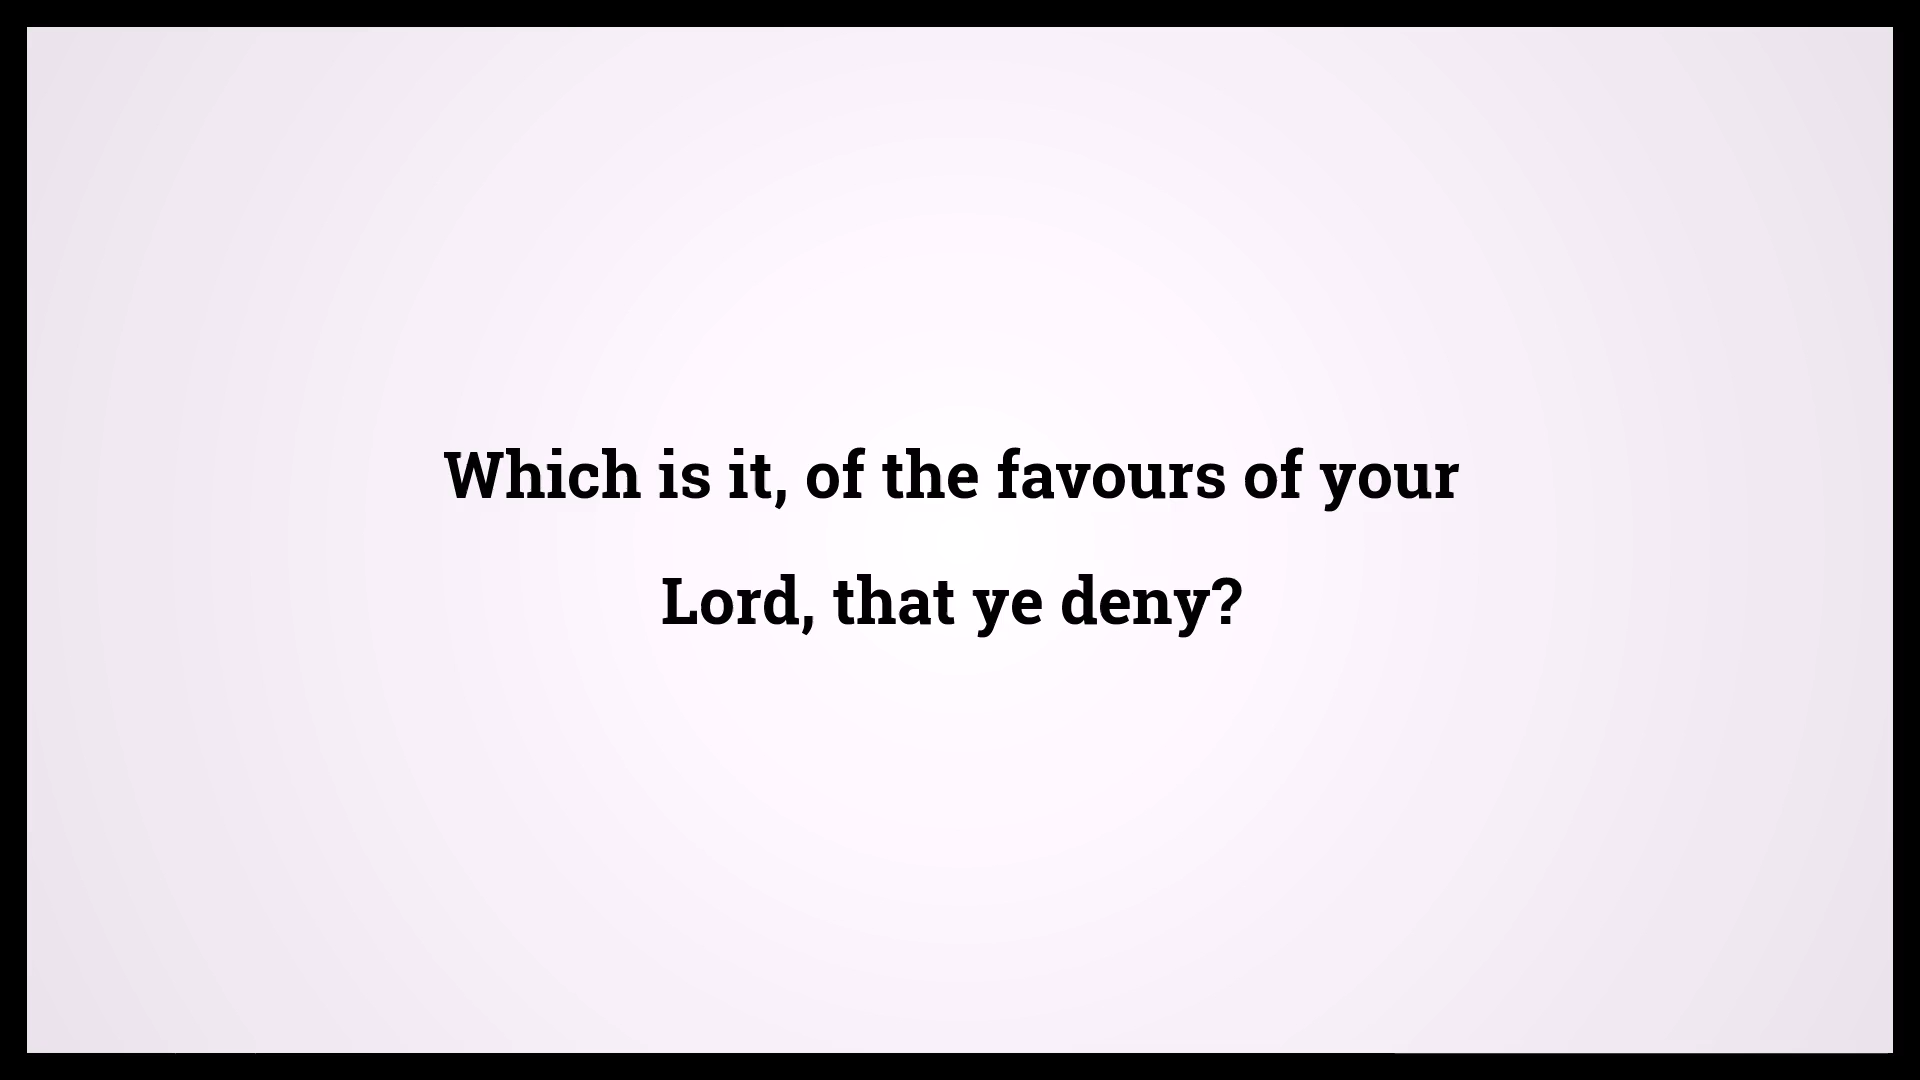 Which is it, of the favours of your
Lord, that ye deny?